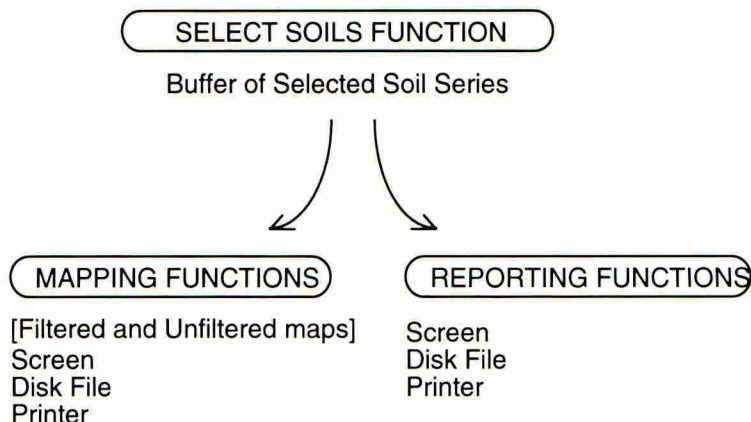 SELECT SOILS FUNCTION
Buffer of Selected Soil Series
MAPPING FUNCTIONS
[Filtered and Unfiltered maps]
Screen
Disk File
Printer
REPORTING FUNCTIONS
Screen
Disk File
Printer